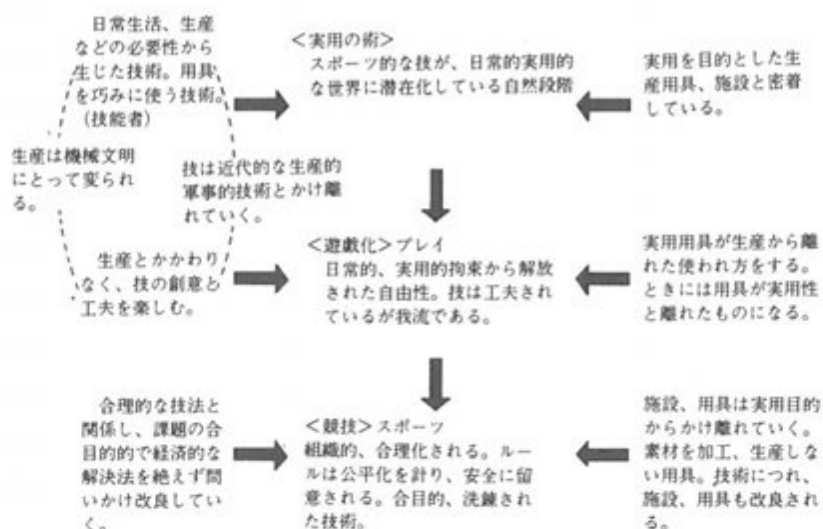 日常生活、生産
などの必要性から
生じた技術。用具
を巧みに使う技術。
(技能者)
<実用の術>
スポーツ的な技が、日常的実用的
な世界に潜在化している自然段階
実用を目的とした生
産用具、施設と密着
している。
生産は機械文明
にとって変られ
る。
技は近代的な生産的
軍事的技術とかけ離
れていく。
生産とかかわり
なく、技の創意と
工夫を楽しむ。
<遊戯化>プレイ
日常的、実用的拘束から解放
された自由性。技は工夫され
ているが我流である。
実用用具が生産から離
れた使われ方をする。
ときには用具が実用性
と離れたものになる。
合理的な技法と
関係し、課題の合
目的的で経済的な
解決法を絶えず問
いかけ改良してい
く。
<競技>スポーツ
組織的、合理化される。ルー
ルは公平化を計り、安全に留
意される。合目的、洗錬され
た技術。
施設、用具は実用目的
からかけ離れていく。
素材を加工、生産しな
い用具。技術につれ、
施設、用具も改良され
る。